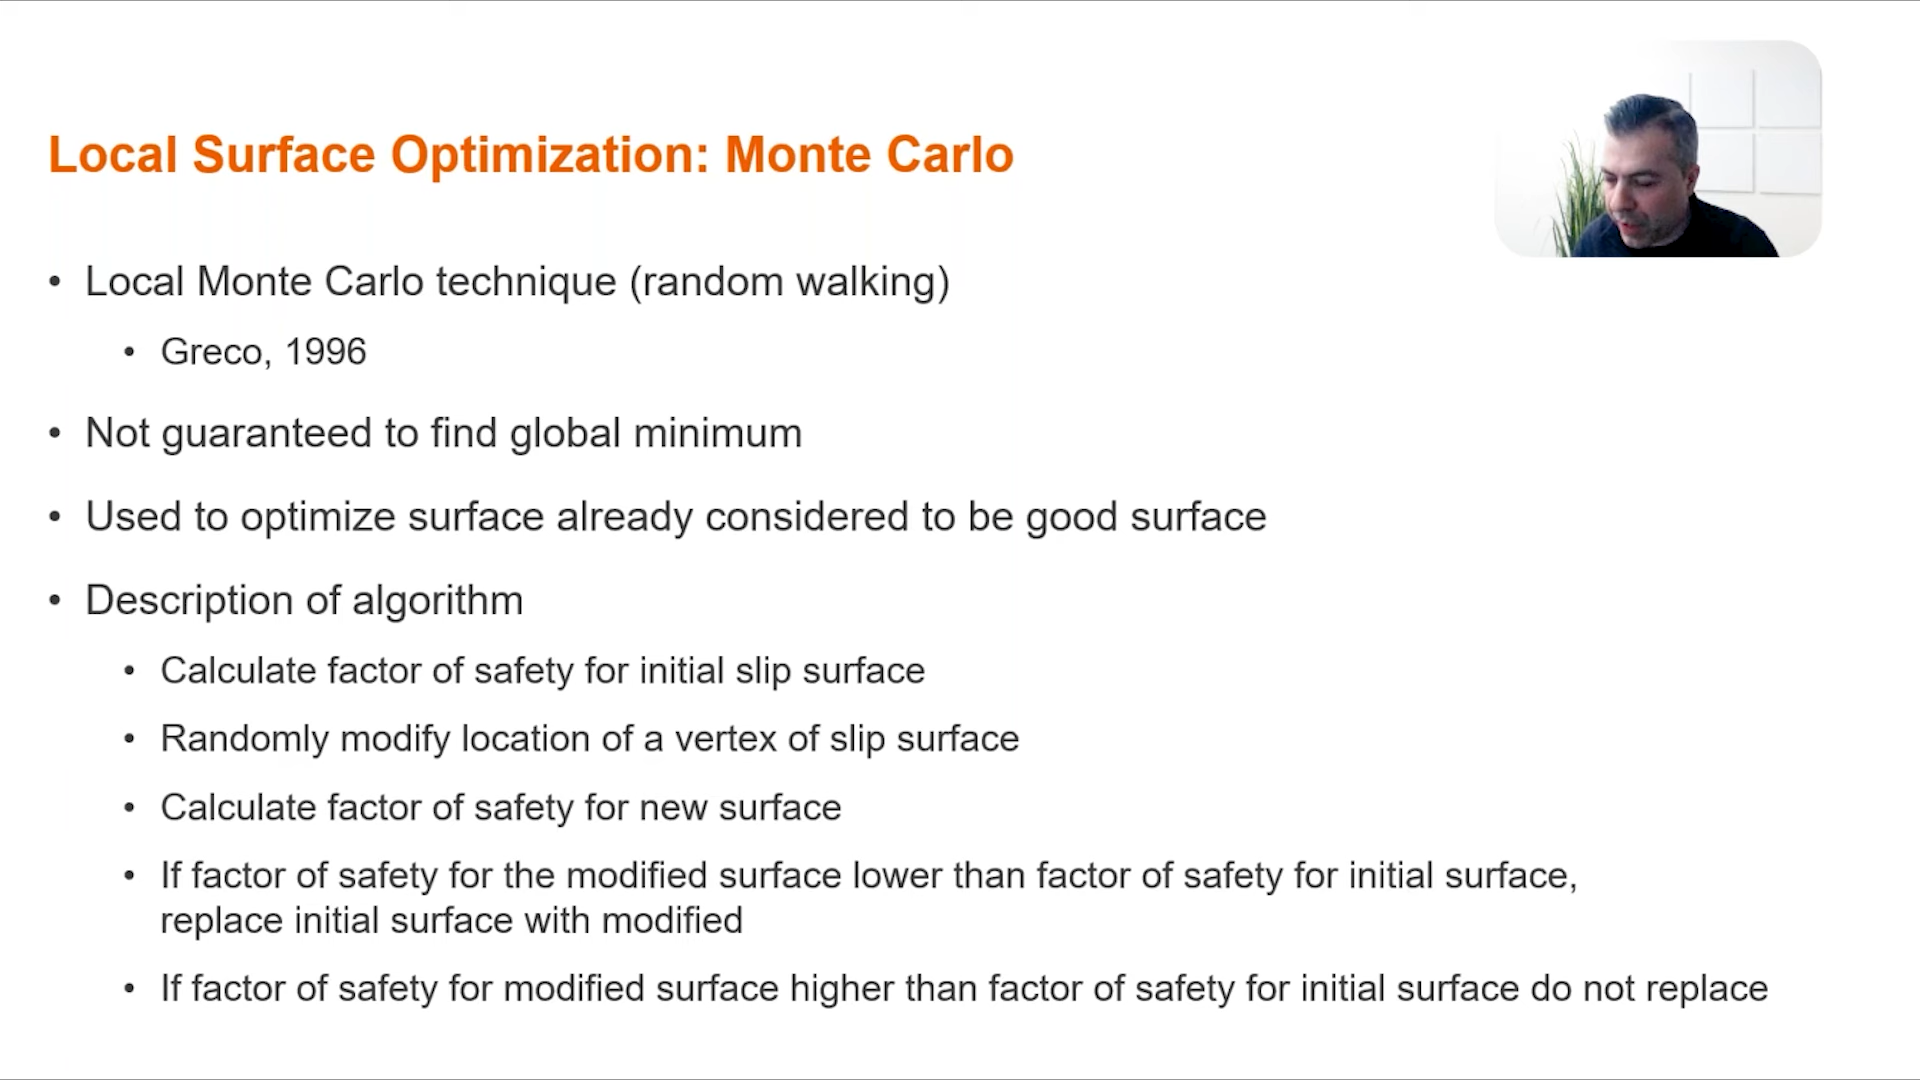 Local Surface Optimization: Monte Carlo
• Local Monte Carlo technique (random walking)
• Greco, 1996
• Not guaranteed to find global minimum
• Used to optimize surface already considered to be good surface
• Description of algorithm
• Calculate factor of safety for initial slip surface
• Randomly modify location of a vertex of slip surface
• Calculate factor of safety for new surface
• If factor of safety for the modified surface lower than factor of safety for initial surface,
replace initial surface with modified
• If factor of safety for modified surface higher than factor of safety for initial surface do not replace